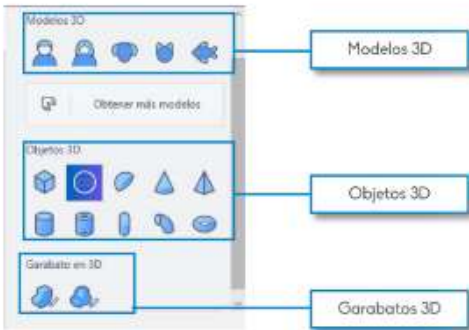 Modelos 3D
Modelos 3D
Obtener más modelos
Objetos 3D
Objetos 3D
Garabato en 3D
Garabatos 3D